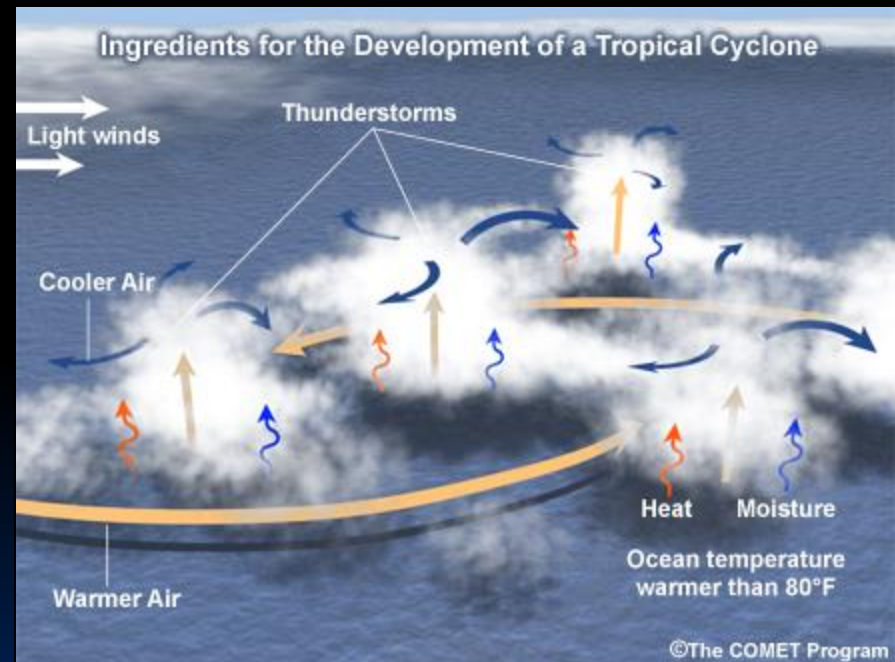 Ingredients for the Development of a Tropical Cyclone
Thunderstorms
Light winds
Cooler Air
Heat Moisture
Ocean temperature
warmer than 80°F
Warmer Air
©The COMET Program